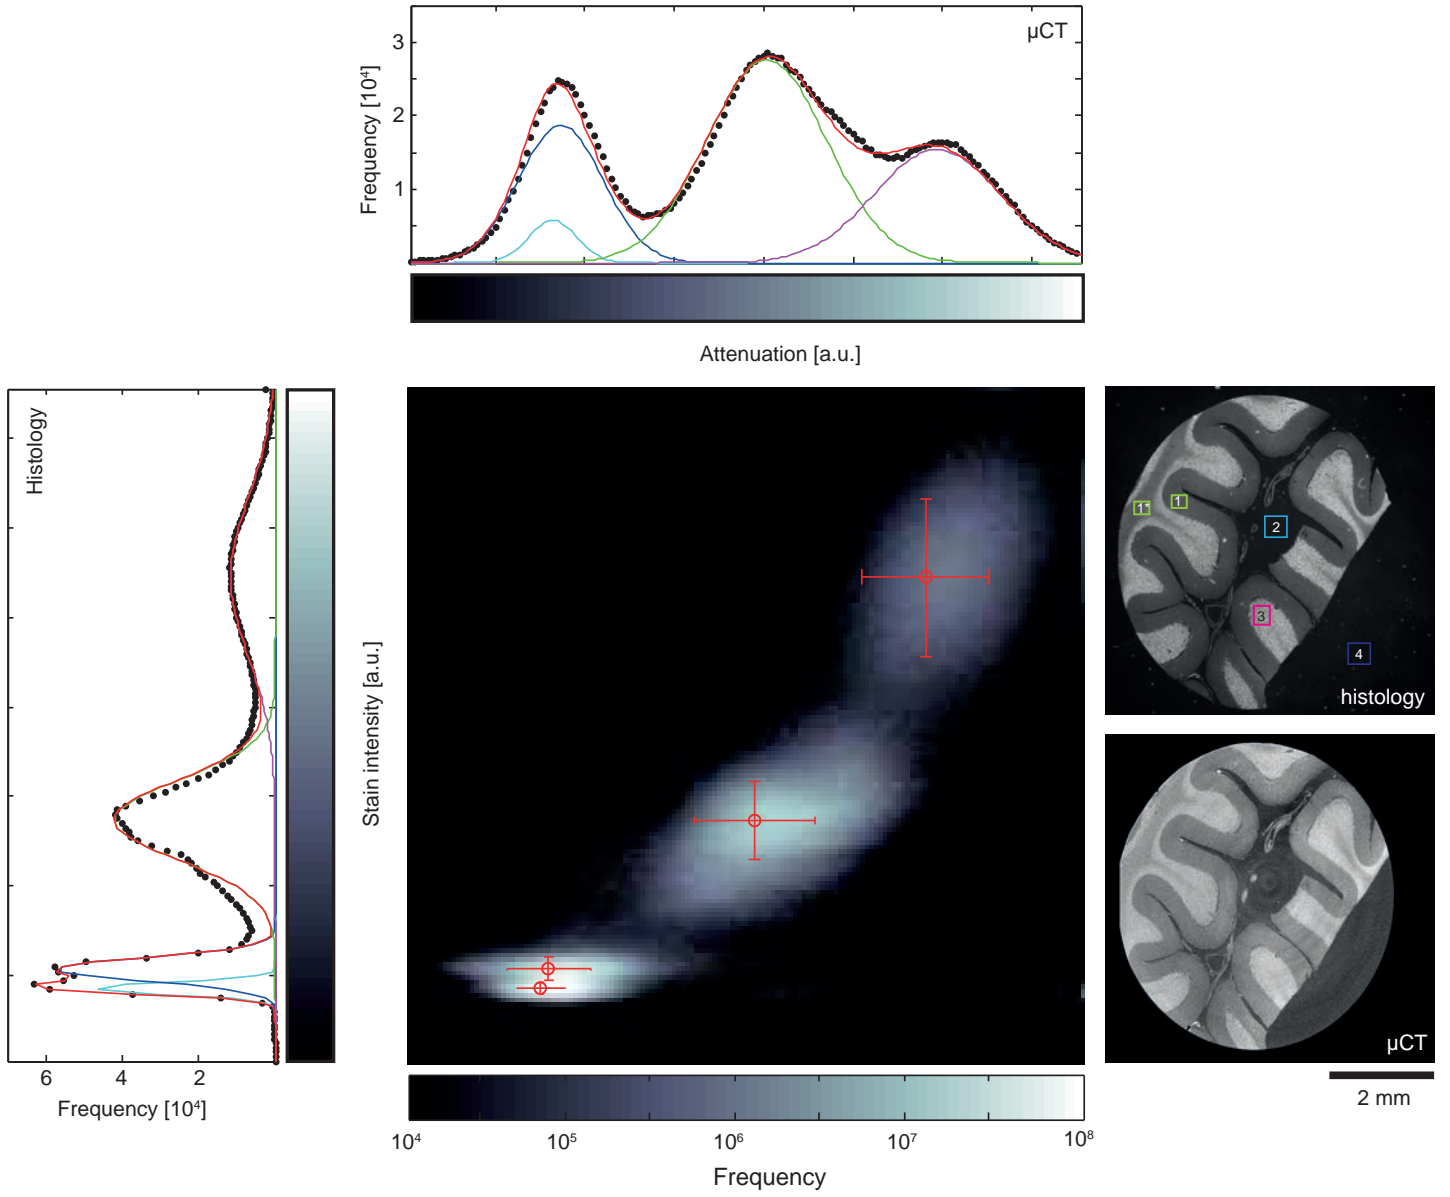 µCT
3
2
1
Frequency [10⁴]
Attenuation [a.u.]
Histology
6 4 2
Frequency [10⁴]
Stain intensity [a.u.]
10⁴ 10⁵ 10⁶ 10⁷ 10⁸
Frequency
1* 1
2
3
4
histology
µCT
2 mm